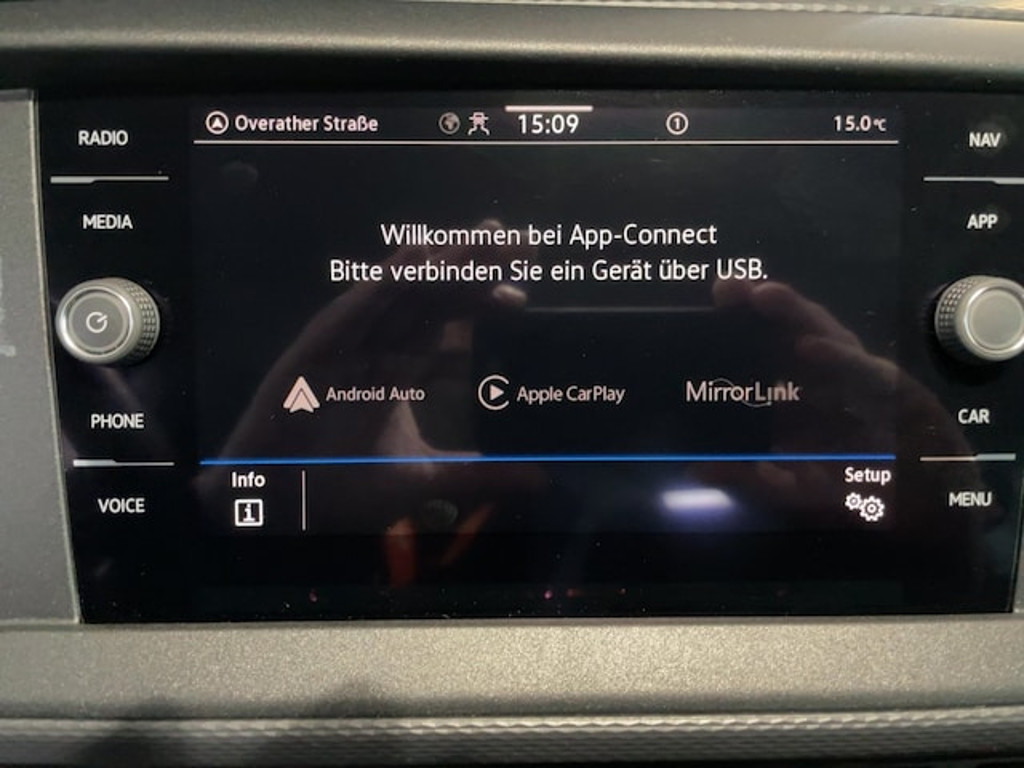 RADIO
MEDIA
PHONE
VOICE
Overather Straße 15:09 1 15.0°C
Willkommen bei App-Connect
Bitte verbinden Sie ein Gerät über USB.
Android Auto Apple CarPlay MirrorLink
Info Setup
i
NAV
APP
CAR
MENU